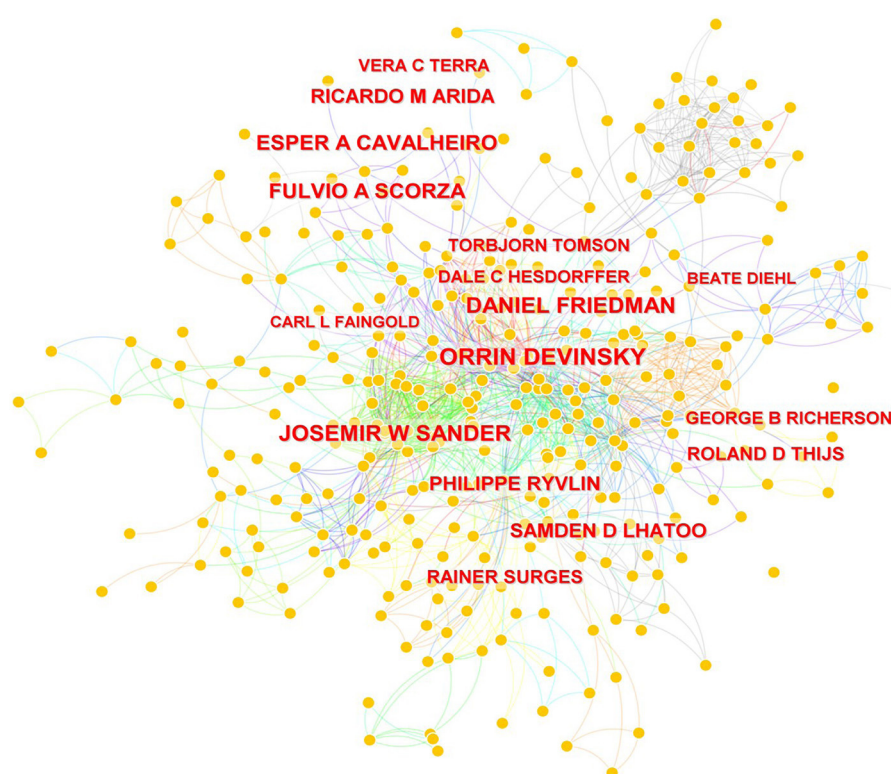 VERA C TERRA
RICARDO M ARIDA
ESPER A CAVALHEIRO
FULVIO A SCORZA
TORBJORN TOMSON
DALE C HESDORFFER
BEATE DIEHL
DANIEL FRIEDMAN
CARL L FAINGOLD
ORRIN DEVINSKY
GEORGE B RICHERSON
JOSEMIR W SANDER
ROLAND D THIJS
PHILIPPE RYVLIN
SAMDEN D LHATOO
RAINER SURGES